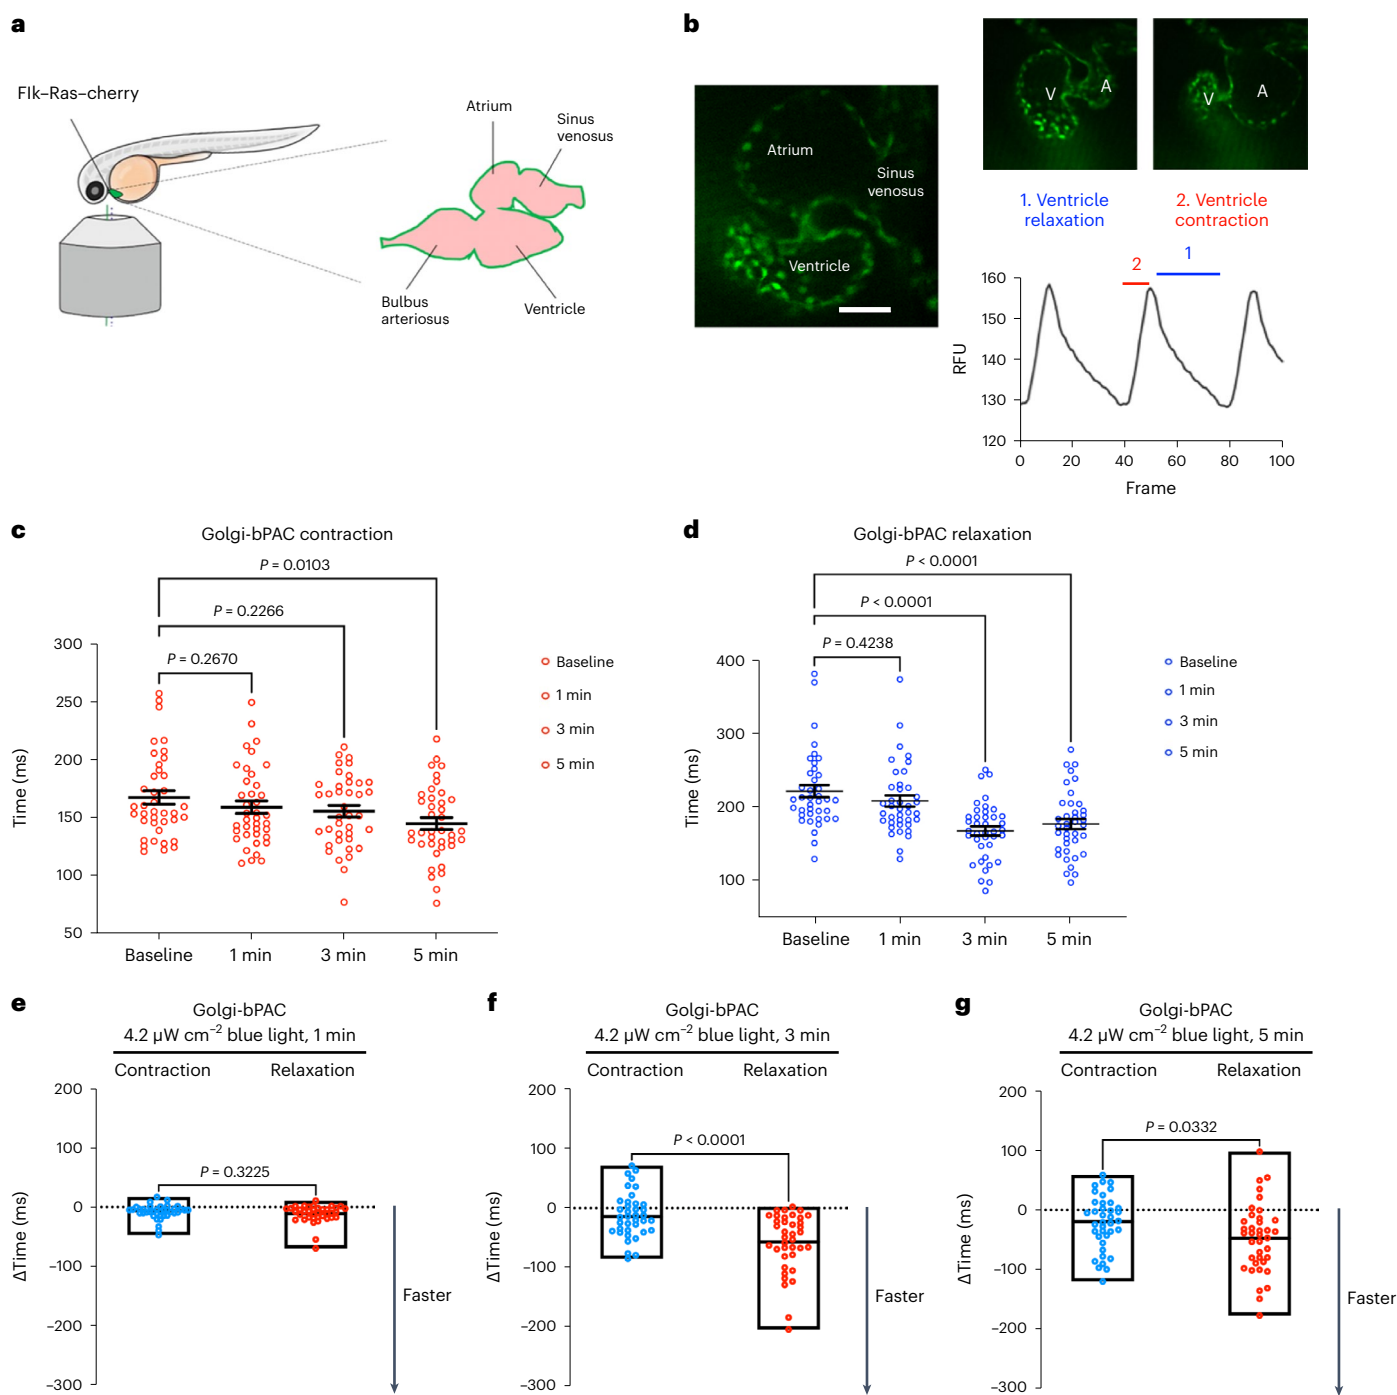 a
Flk–Ras–cherry
Atrium
Sinus
venosus
Bulbus
arteriosus
Ventricle
b
Atrium
Sinus
venosus
Ventricle
V
A
V
A
1. Ventricle
relaxation
2. Ventricle
contraction
2
1
RFU
160
150
140
130
120
0 20 40 60 80 100
Frame
c
Golgi-bPAC contraction
P = 0.0103
P = 0.2266
P = 0.2670
Time (ms)
300
250
200
150
100
50
Baseline 1 min 3 min 5 min
Baseline
1 min
3 min
5 min
d
Golgi-bPAC relaxation
P < 0.0001
P < 0.0001
P = 0.4238
Time (ms)
400
300
200
100
Baseline 1 min 3 min 5 min
Baseline
1 min
3 min
5 min
e
Golgi-bPAC
4.2 µW cm⁻² blue light, 1 min
Contraction Relaxation
P = 0.3225
ΔTime (ms)
200
100
0
–100
–200
–300
Faster
f
Golgi-bPAC
4.2 µW cm⁻² blue light, 3 min
Contraction Relaxation
P < 0.0001
ΔTime (ms)
200
100
0
–100
–200
–300
Faster
g
Golgi-bPAC
4.2 µW cm⁻² blue light, 5 min
Contraction Relaxation
P = 0.0332
ΔTime (ms)
200
100
0
–100
–200
–300
Faster